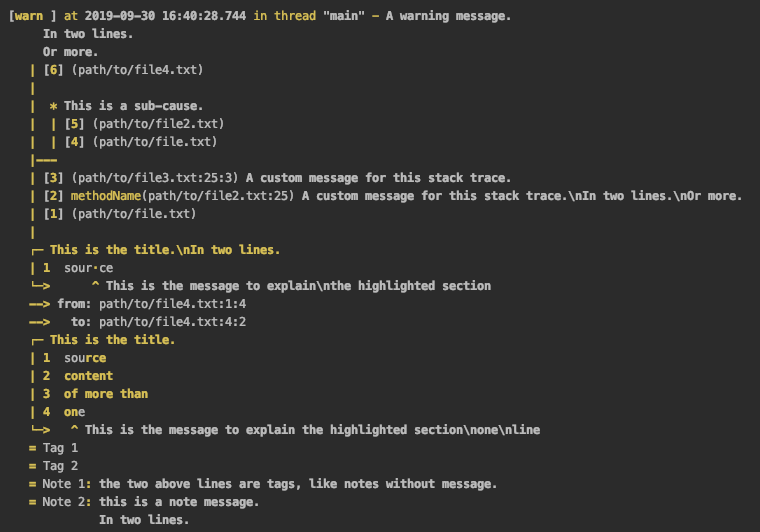 [warn ] at 2019-09-30 16:40:28.744 in thread "main" - A warning message.
     In two lines.
     Or more.
   | [6] (path/to/file4.txt)
   |
   |  * This is a sub-cause.
   |  | [5] (path/to/file2.txt)
   |  | [4] (path/to/file.txt)
   |---
   | [3] (path/to/file3.txt:25:3) A custom message for this stack trace.
   | [2] methodName(path/to/file2.txt:25) A custom message for this stack trace.\nIn two lines.\nOr more.
   | [1] (path/to/file.txt)
   |
   ┌─ This is the title.\nIn two lines.
   | 1  sour·ce
   └─>      ^ This is the message to explain\nthe highlighted section
   ──> from: path/to/file4.txt:1:4
   ──>   to: path/to/file4.txt:4:2
   ┌─ This is the title.
   | 1  source
   | 2  content
   | 3  of more than
   | 4  one
   └─>   ^ This is the message to explain the highlighted section\none\nline
   = Tag 1
   = Tag 2
   = Note 1: the two above lines are tags, like notes without message.
   = Note 2: this is a note message.
             In two lines.